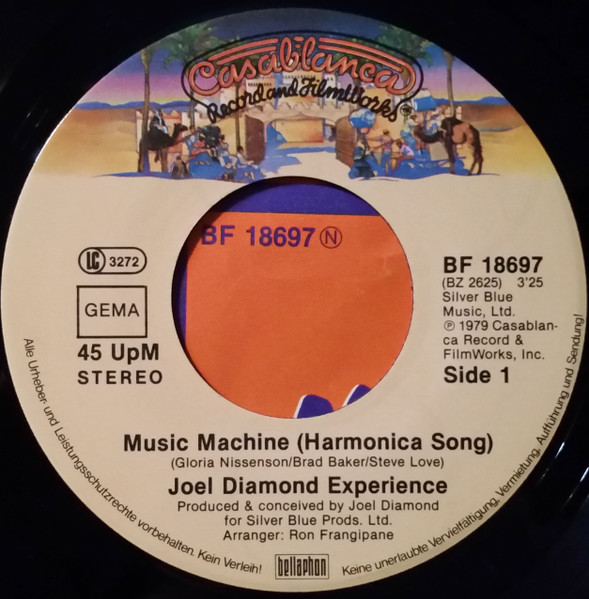 Casablanca
Record and FilmWorks®
BF 18697 Ⓝ
LC 3272
GEMA
45 UpM
STEREO
BF 18697
(BZ 2625) 3'25
Silver Blue
Music, Ltd.
℗ 1979 Casablan-
ca Record &
FilmWorks, Inc.
Side 1
Music Machine (Harmonica Song)
(Gloria Nissenson/Brad Baker/Steve Love)
Joel Diamond Experience
Produced & conceived by Joel Diamond
for Silver Blue Prods. Ltd.
Arranger: Ron Frangipane
Alle Urheber- und Leistungsschutzrechte vorbehalten. Kein Verleih!
bellaphon
Keine unerlaubte Vervielfältigung, Vermietung, Aufführung und Sendung!